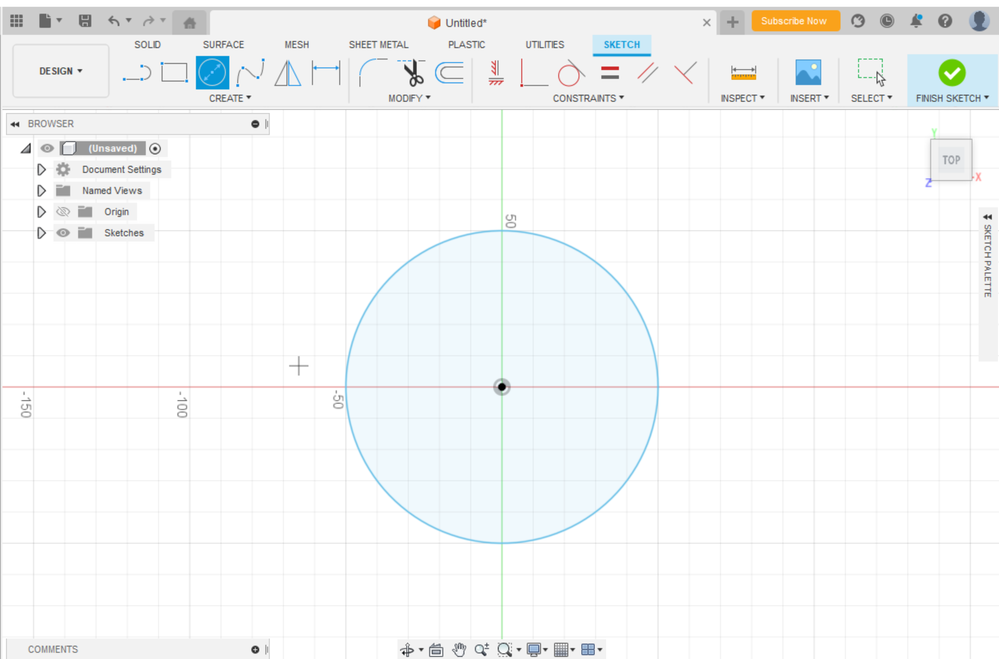 Untitled*
Subscribe Now
SOLID
SURFACE
MESH
SHEET METAL
PLASTIC
UTILITIES
SKETCH
DESIGN
CREATE
MODIFY
CONSTRAINTS
INSPECT
INSERT
SELECT
FINISH SKETCH
BROWSER
(Unsaved)
Document Settings
Named Views
Origin
Sketches
Y
TOP
X
Z
SKETCH PALETTE
50
-150
-100
-50
COMMENTS